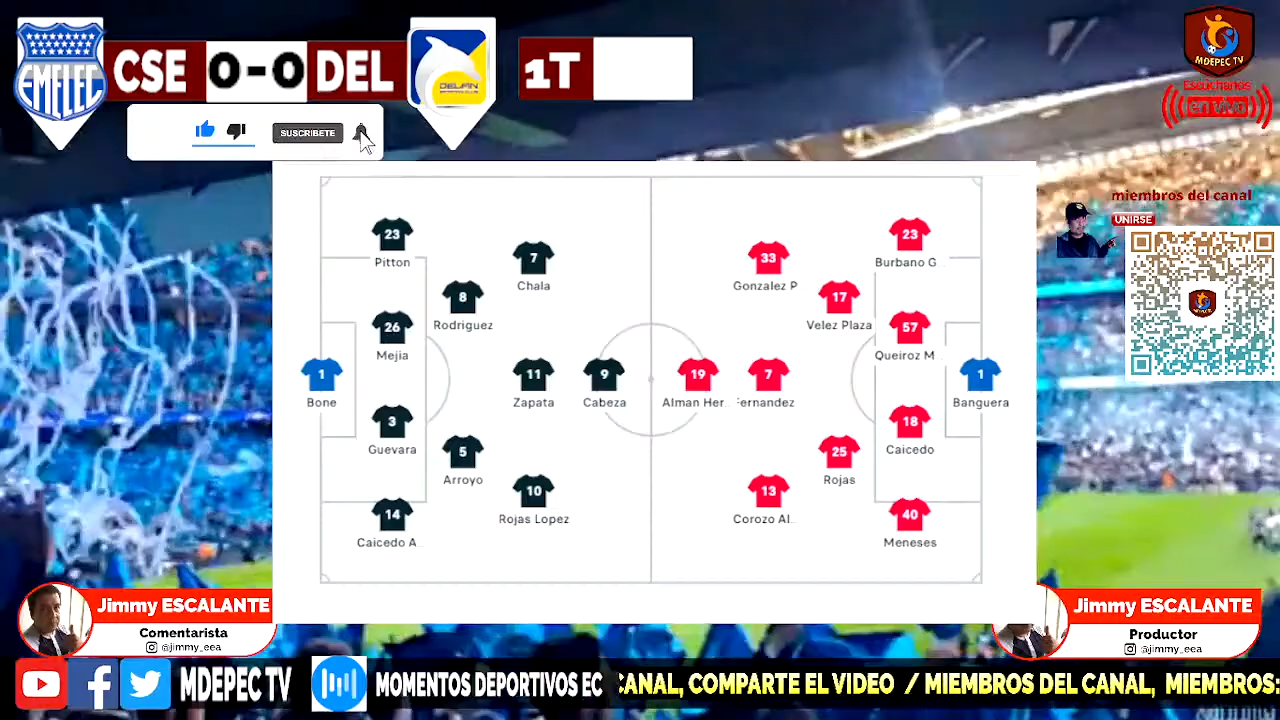 EMELEC
CSE 0-0 DEL
DELFIN
1T
MDEPEC TV
Escúchanos
en vivo
SUSCRIBETE
miembros del canal
UNIRSE
23
Pitton
7
Chala
8
Rodriguez
26
Mejia
1
Bone
11
Zapata
9
Cabeza
3
Guevara
5
Arroyo
10
Rojas Lopez
14
Caicedo A..
33
Gonzalez P
23
Burbano G.
17
Velez Plaza
57
Queiroz M.
19
Alman Her..
7
Fernandez
1
Banguera
18
Caicedo
25
Rojas
13
Corozo Al..
40
Meneses
Jimmy ESCALANTE
Comentarista
@jimmy_eea
Jimmy ESCALANTE
Productor
@jimmy_eea
MDEPEC TV
MOMENTOS DEPORTIVOS EC
CANAL, COMPARTE EL VIDEO / MIEMBROS DEL CANAL, MIEMBROS: